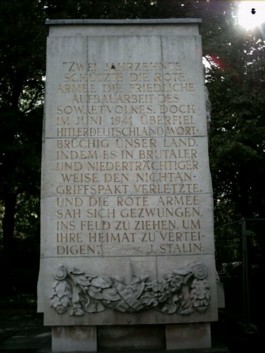 "ZWEI JAHRZEHNTE
SCHÜTZTE DIE ROTE
ARMEE DIE FRIEDLICHE
AUFBAUARBEIT DES
SOWJETVOLKES. DOCH
IM JUNI 1941 ÜBERFIEL
HITLERDEUTSCHLAND WORT-
BRÜCHIG UNSER LAND,
INDEM ES IN BRUTALER
UND NIEDERTRÄCHTIGER
WEISE DEN NICHTAN-
GRIFFSPAKT VERLETZTE.
UND DIE ROTE ARMEE
SAH SICH GEZWUNGEN,
INS FELD ZU ZIEHEN, UM
IHRE HEIMAT ZU VERTEI-
DIGEN." J. STALIN.